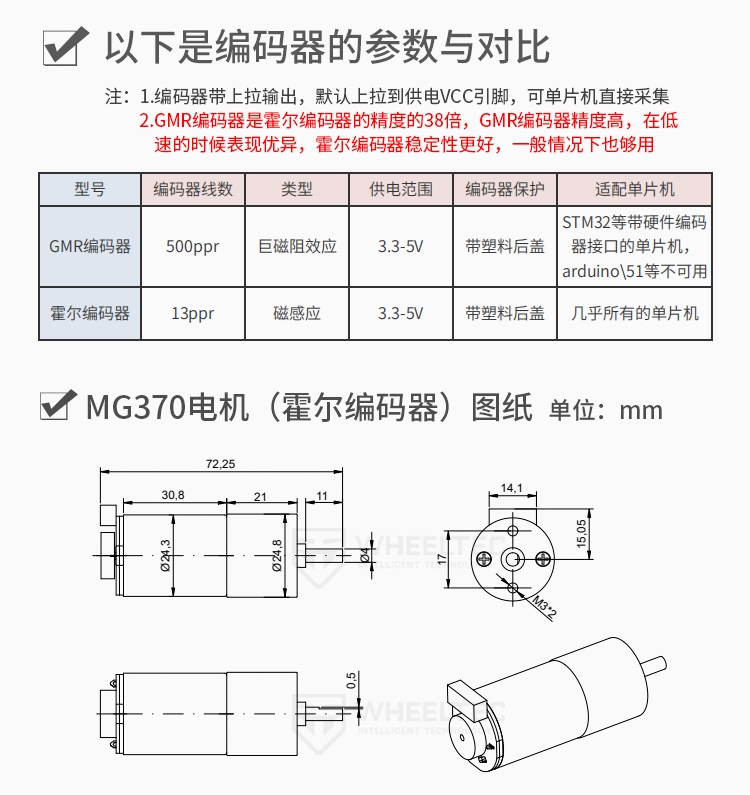 以下是编码器的参数与对比
注：1.编码器带上拉输出，默认上拉到供电VCC引脚，可单片机直接采集
2.GMR编码器是霍尔编码器的精度的38倍，GMR编码器精度高，在低
速的时候表现优异，霍尔编码器稳定性更好，一般情况下也够用
型号 编码器线数 类型 供电范围 编码器保护 适配单片机
GMR编码器 500ppr 巨磁阻效应 3.3-5V 带塑料后盖 STM32等带硬件编码
器接口的单片机，
arduino\51等不可用
霍尔编码器 13ppr 磁感应 3.3-5V 带塑料后盖 几乎所有的单片机
MG370电机（霍尔编码器）图纸 单位：mm
72,25
30,8 21 11
14,1
Ø24,3
Ø24,8
Ø4
17
15,05
M3*2
WHEELTEC
INTELLIGENT TECHNOLOGY
0,5
WHEELTEC
INTELLIGENT TECHNOLOGY